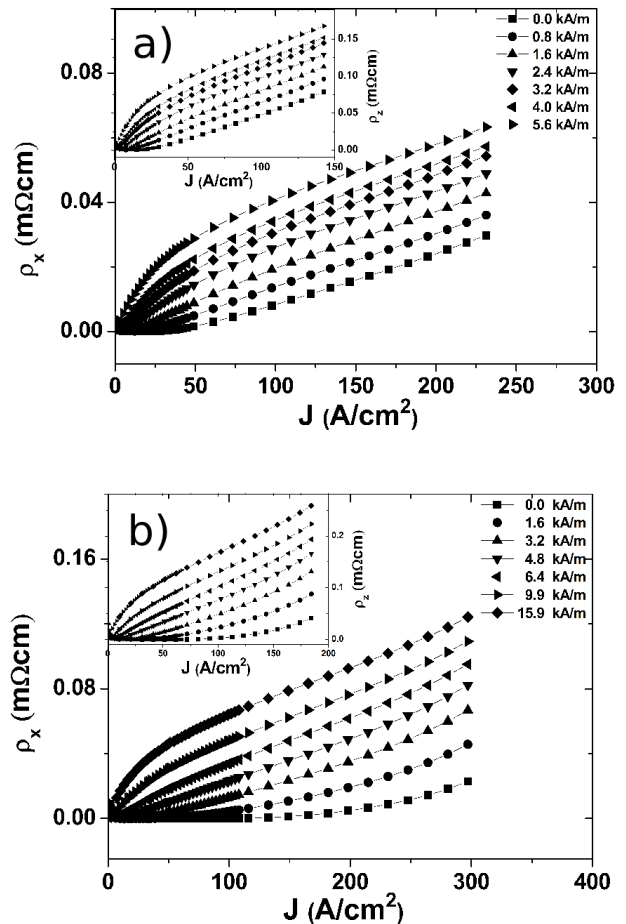 a)
0.0 kA/m
0.8 kA/m
1.6 kA/m
2.4 kA/m
3.2 kA/m
4.0 kA/m
5.6 kA/m
0.15
0.10
0.05
0.00
ρz (mΩcm)
0 50 100 150
J (A/cm²)
0.08
0.04
0.00
ρx (mΩcm)
0 50 100 150 200 250 300
J (A/cm²)
b)
0.0 kA/m
1.6 kA/m
3.2 kA/m
4.8 kA/m
6.4 kA/m
9.9 kA/m
15.9 kA/m
0.2
0.1
0.0
ρz (mΩcm)
0 50 100 150 200
J (A/cm²)
0.16
0.08
0.00
ρx (mΩcm)
0 100 200 300 400
J (A/cm²)